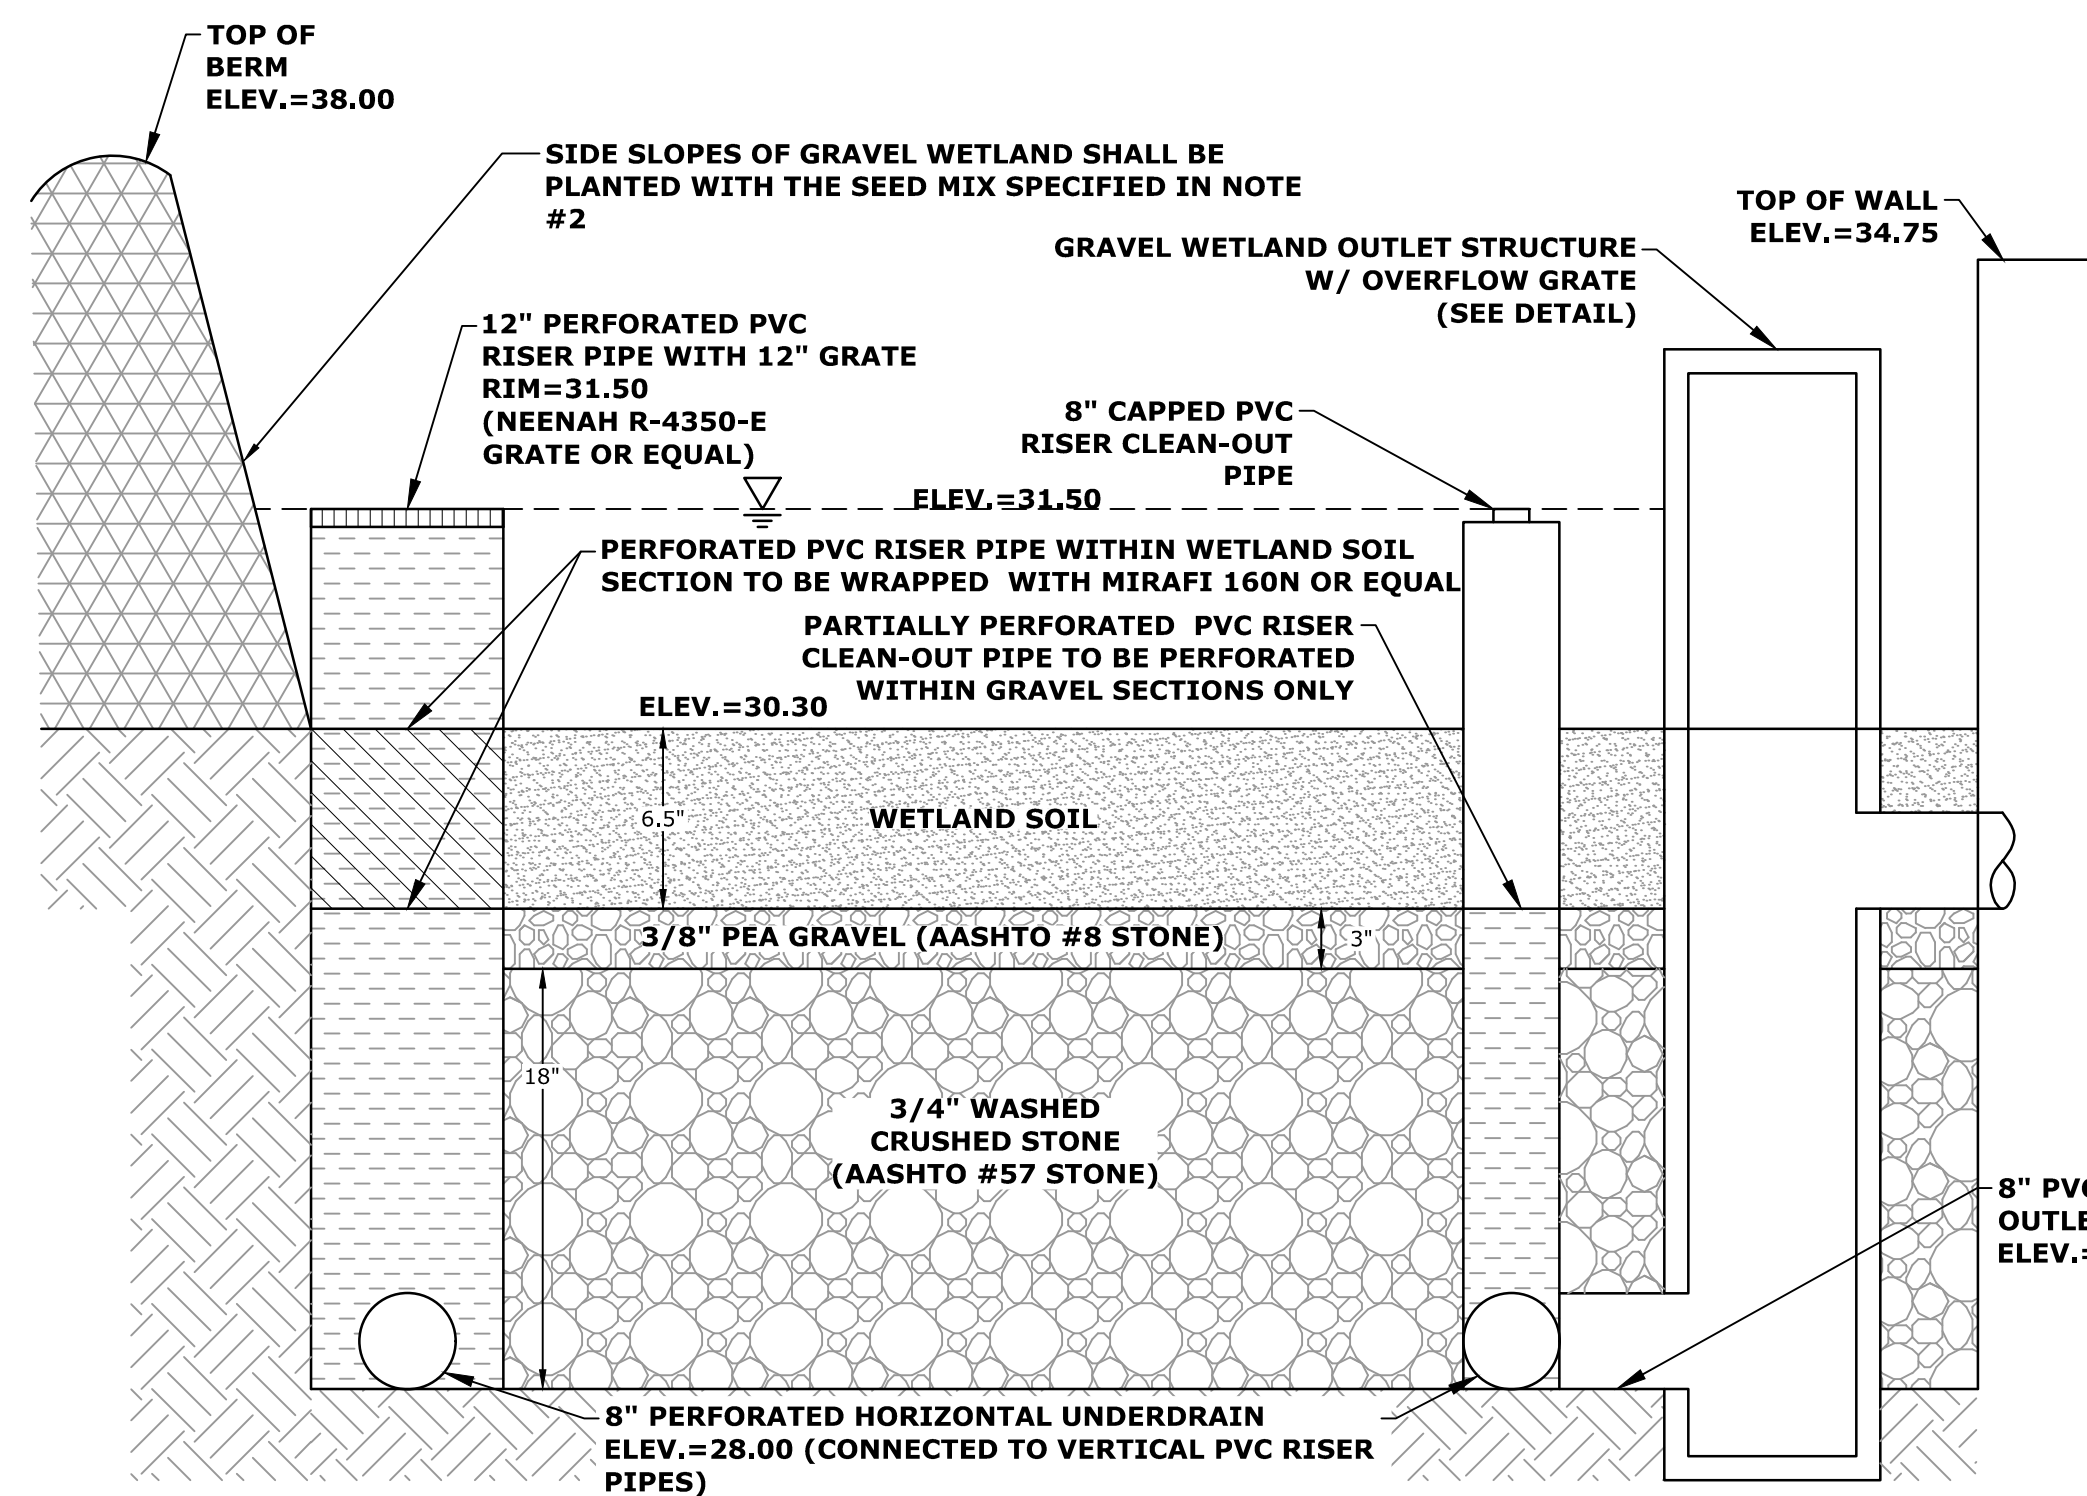 TOP OF
BERM
ELEV.=38.00
SIDE SLOPES OF GRAVEL WETLAND SHALL BE
PLANTED WITH THE SEED MIX SPECIFIED IN NOTE
#2
TOP OF WALL
ELEV.=34.75
GRAVEL WETLAND OUTLET STRUCTURE
W/ OVERFLOW GRATE
(SEE DETAIL)
12" PERFORATED PVC
RISER PIPE WITH 12" GRATE
RIM=31.50
(NEENAH R-4350-E
GRATE OR EQUAL)
8" CAPPED PVC
RISER CLEAN-OUT
PIPE
ELEV.=31.50
PERFORATED PVC RISER PIPE WITHIN WETLAND SOIL
SECTION TO BE WRAPPED WITH MIRAFI 160N OR EQUAL
PARTIALLY PERFORATED PVC RISER
CLEAN-OUT PIPE TO BE PERFORATED
WITHIN GRAVEL SECTIONS ONLY
ELEV.=30.30
6.5"
WETLAND SOIL
3/8" PEA GRAVEL (AASHTO #8 STONE)
3"
18"
3/4" WASHED
CRUSHED STONE
(AASHTO #57 STONE)
8"
ELEV.=
8" PERFORATED HORIZONTAL UNDERDRAIN
ELEV.=28.00 (CONNECTED TO VERTICAL PVC RISER
PIPES)